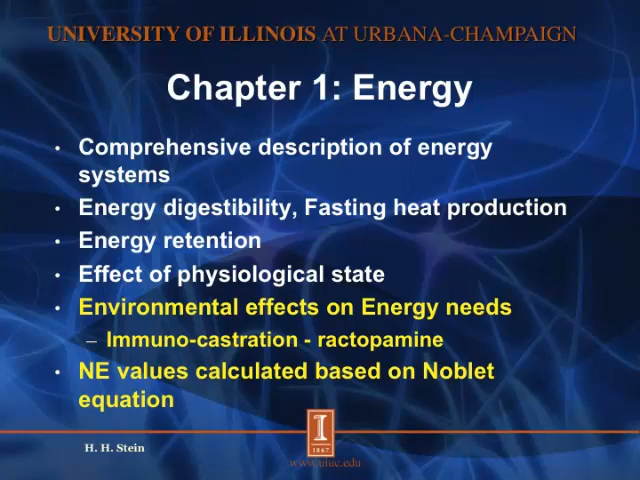 UNIVERSITY OF ILLINOIS AT URBANA-CHAMPAIGN
Chapter 1: Energy
• Comprehensive description of energy
systems
• Energy digestibility, Fasting heat production
• Energy retention
• Effect of physiological state
• Environmental effects on Energy needs
– Immuno-castration - ractopamine
• NE values calculated based on Noblet
equation
I
1867
H. H. Stein
www.uiuc.edu